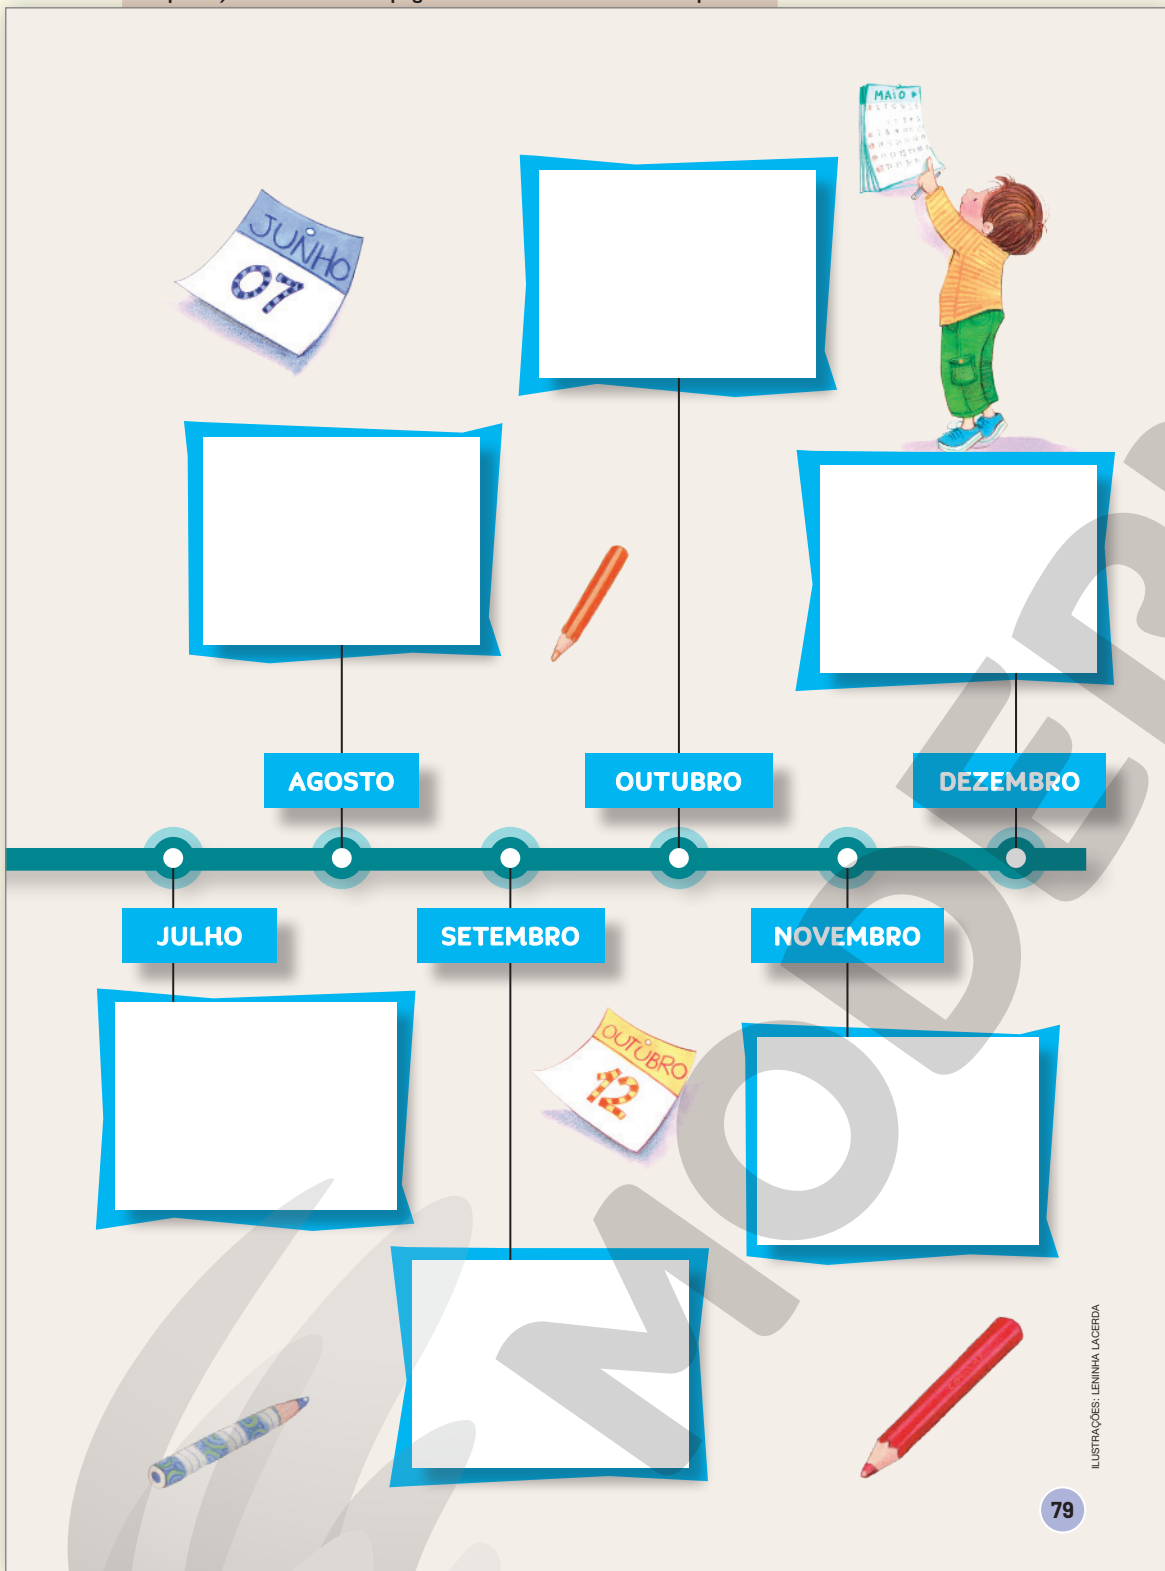 MAIO
JUNHO
07
AGOSTO
OUTUBRO
DEZEMBRO
JULHO
SETEMBRO
NOVEMBRO
OUTUBRO
12
MODER
ILUSTRAÇÕES: LENINHA LACERDA
79